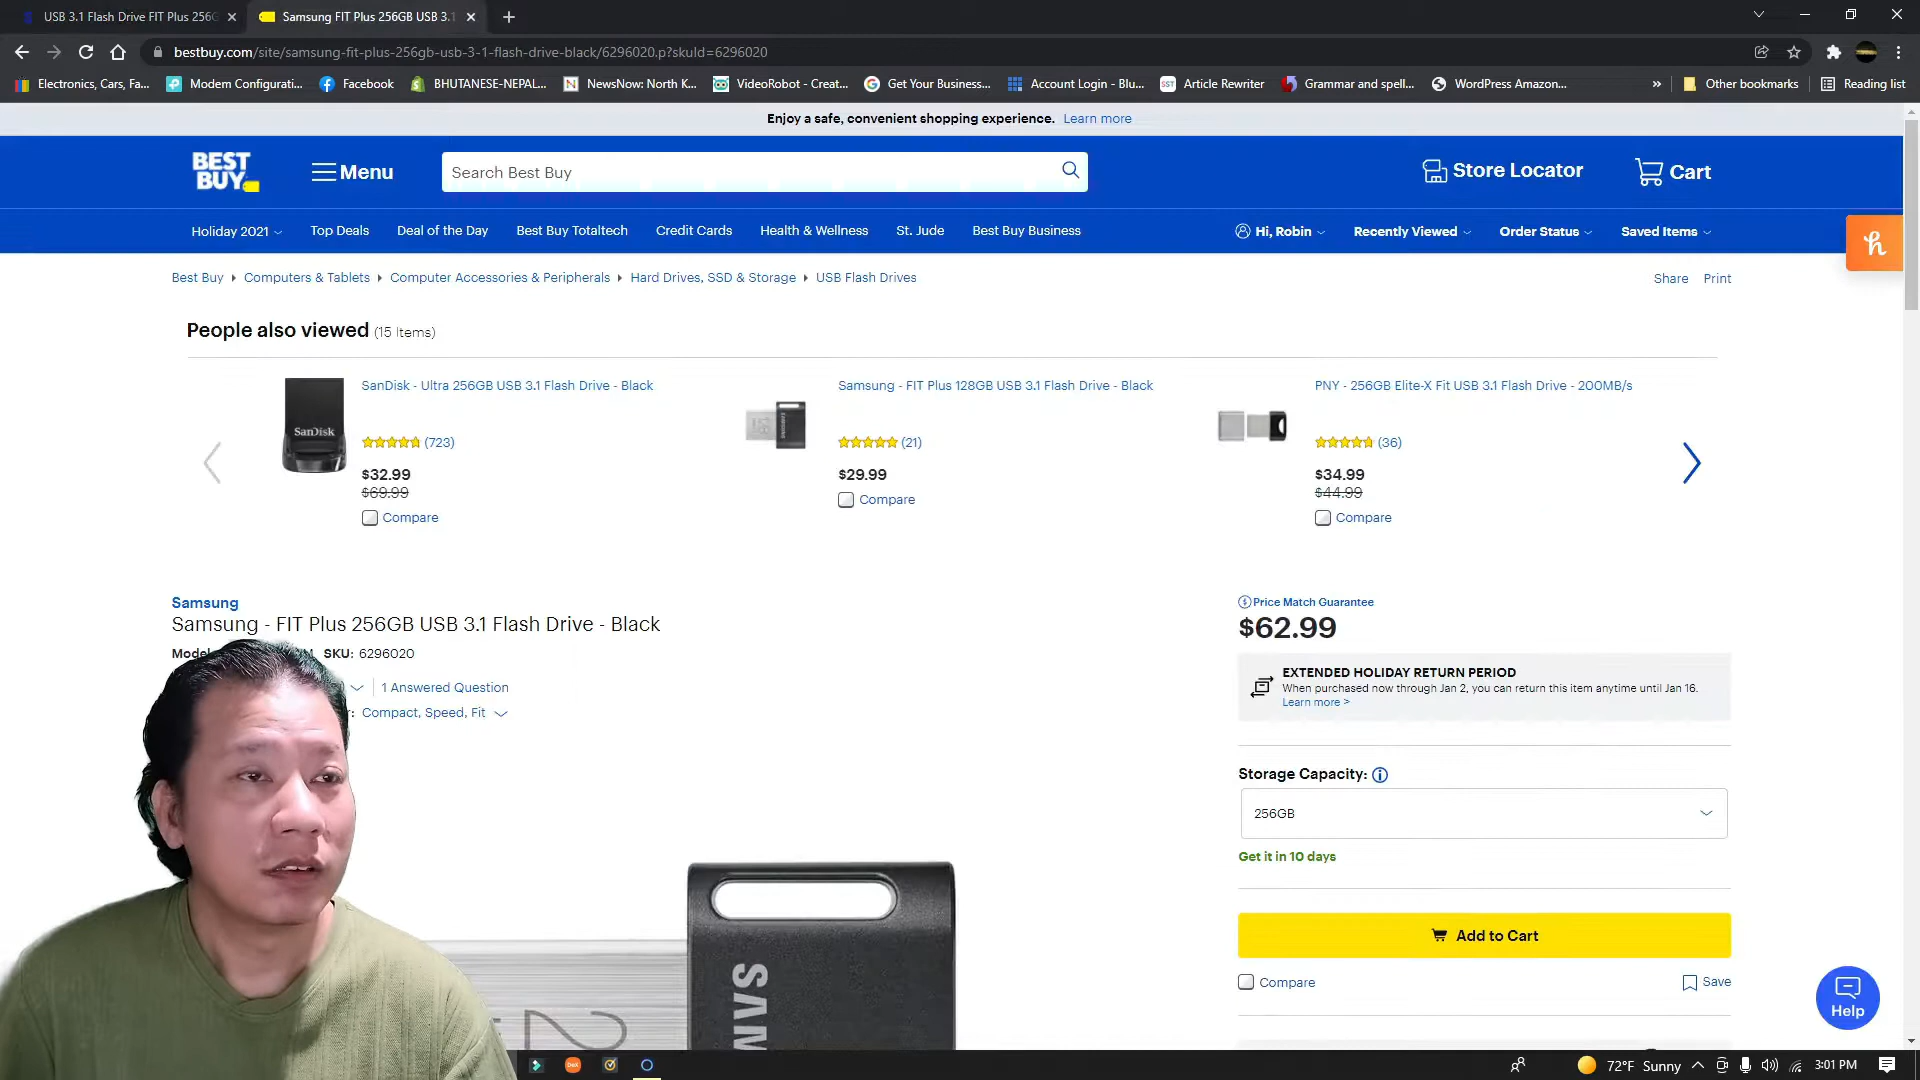 USB 3.1 Flash Drive FIT Plus 256G
Samsung FIT Plus 256GB USB 3.1
bestbuy.com/site/samsung-fit-plus-256gb-usb-3-1-flash-drive-black/6296020.p?skuId=6296020
Electronics, Cars, Fa...
Modem Configurati...
Facebook
BHUTANESE-NEPAL...
NewsNow: North K...
VideoRobot - Creat...
Get Your Business...
Account Login - Blu...
Article Rewriter
Grammar and spell...
WordPress Amazon...
Other bookmarks
Reading list
Enjoy a safe, convenient shopping experience. Learn more
BEST
BUY
Menu
Search Best Buy
Store Locator
Cart
Holiday 2021
Top Deals
Deal of the Day
Best Buy Totaltech
Credit Cards
Health & Wellness
St. Jude
Best Buy Business
Hi, Robin
Recently Viewed
Order Status
Saved Items
Best Buy
Computers & Tablets
Computer Accessories & Peripherals
Hard Drives, SSD & Storage
USB Flash Drives
Share
Print
People also viewed (15 Items)
SanDisk
SanDisk - Ultra 256GB USB 3.1 Flash Drive - Black
(723)
$32.99
$69.99
Compare
Samsung - FIT Plus 128GB USB 3.1 Flash Drive - Black
(21)
$29.99
Compare
PNY - 256GB Elite-X Fit USB 3.1 Flash Drive - 200MB/s
(36)
$34.99
$44.99
Compare
Samsung
Samsung - FIT Plus 256GB USB 3.1 Flash Drive - Black
Model SKU: 6296020
1 Answered Question
Compact, Speed, Fit
SAM
2
Price Match Guarantee
$62.99
EXTENDED HOLIDAY RETURN PERIOD
When purchased now through Jan 2, you can return this item anytime until Jan 16.
Learn more >
Storage Capacity:
256GB
Get it in 10 days
Add to Cart
Compare
Save
Help
72°F Sunny
3:01 PM